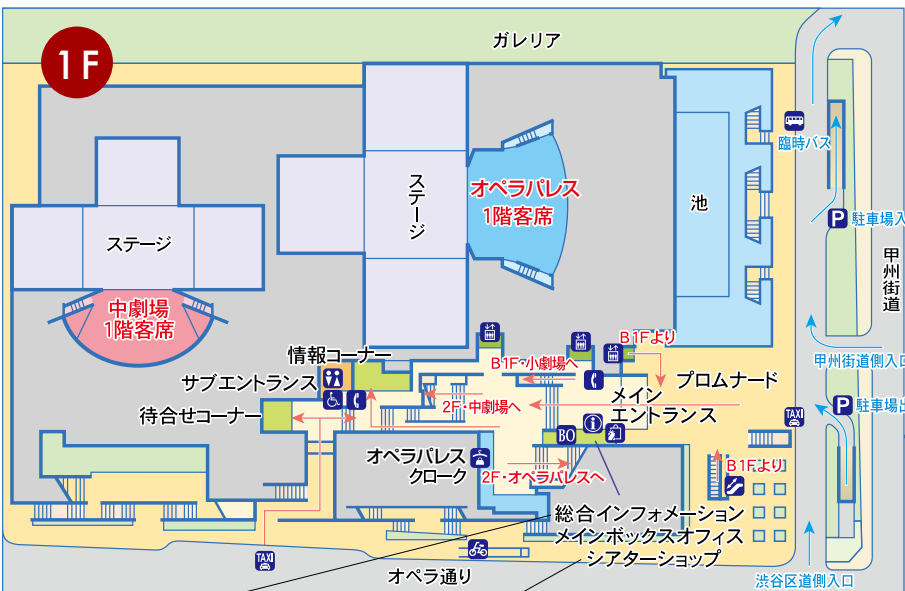 ガレリア
1F
臨時バス
オペラパレス
1階客席
ステージ
池
P 駐車場入
ステージ
甲州街道
中劇場
1階客席
甲州街道側入口
情報コーナー
B1F・小劇場へ
B1Fより
サブエントランス
プロムナード
待合せコーナー
2F・中劇場へ
メイン
エントランス
P 駐車場出
TAXI
BO
i
オペラパレス
クローク
2F・オペラパレスへ
B1Fより
総合インフォメーション
メインボックスオフィス
シアターショップ
TAXI
オペラ通り
渋谷区道側入口